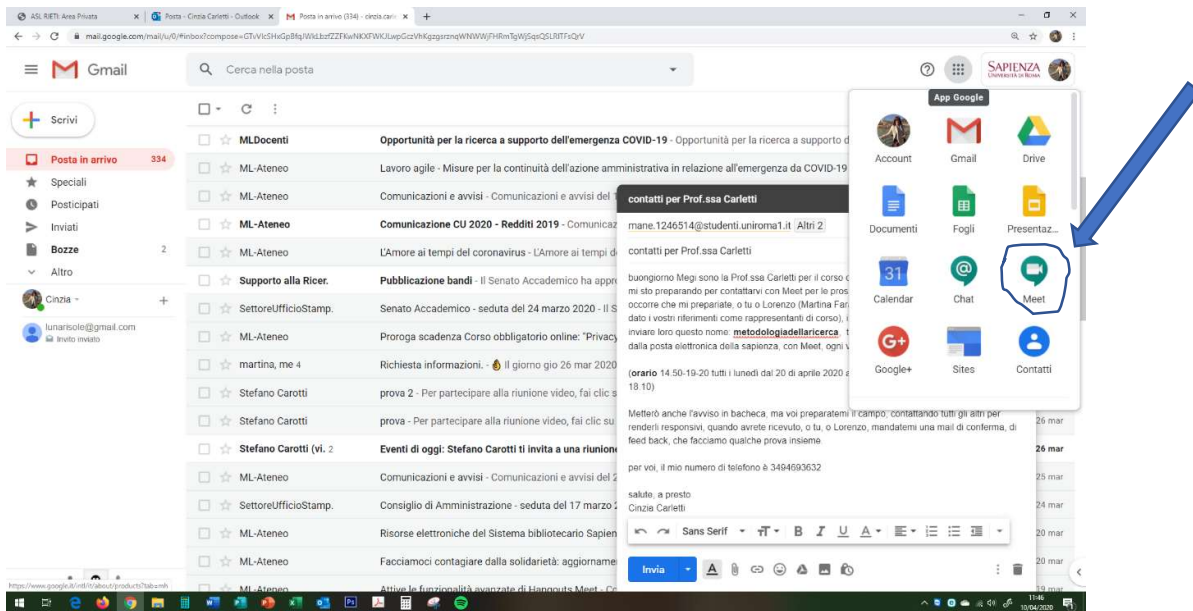 ASL RIETI: Area Privata
Posta - Cinzia Carletti - Outlook
Posta in arrivo (334) - cinzia.carl
mail.google.com/mail/u/0/#inbox?compose=
Gmail
Cerca nella posta
SAPIENZA
UNIVERSITÀ DI ROMA
App Google
Scrivi
Posta in arrivo 334
Speciali
Posticipati
Inviati
Bozze 2
Altro
Cinzia
lunarisole@gmail.com
Invito inviato
MLDocenti Opportunità per la ricerca a supporto dell'emergenza COVID-19 - Opportunità per la ricerca a supporto d
ML-Ateneo Lavoro agile - Misure per la continuità dell'azione amministrativa in relazione all'emergenza da COVID-19
ML-Ateneo Comunicazioni e avvisi - Comunicazioni e avvisi del 1
ML-Ateneo Comunicazione CU 2020 - Redditi 2019 - Comunicaz
ML-Ateneo L'Amore ai tempi del coronavirus - L'Amore ai tempi d
Supporto alla Ricer. Pubblicazione bandi - Il Senato Accademico ha appr
SettoreUfficioStamp. Senato Accademico - seduta del 24 marzo 2020 - Il S
ML-Ateneo Proroga scadenza Corso obbligatorio online: "Privacy
martina, me 4 Richiesta informazioni. - Il giorno gio 26 mar 2020
Stefano Carotti prova 2 - Per partecipare alla riunione video, fai clic s
Stefano Carotti prova - Per partecipare alla riunione video, fai clic su 26 mar
Stefano Carotti (vi. 2 Eventi di oggi: Stefano Carotti ti invita a una riunione 26 mar
ML-Ateneo Comunicazioni e avvisi - Comunicazioni e avvisi del 2 25 mar
SettoreUfficioStamp. Consiglio di Amministrazione - seduta del 17 marzo 2 24 mar
ML-Ateneo Risorse elettroniche del Sistema bibliotecario Sapien 20 mar
ML-Ateneo Facciamoci contagiare dalla solidarietà: aggiorname 20 mar
ML-Ateneo Attive le funzionalità avanzate di Hangouts Meet - Co 19 mar
Account Gmail Drive
Documenti Fogli Presentaz...
31
Calendar Chat Meet
G+
Google+ Sites Contatti
contatti per Prof.ssa Carletti
mane.1246514@studenti.uniroma1.it Altri 2
contatti per Prof.ssa Carletti
buongiorno Megi sono la Prof.ssa Carletti per il corso
mi sto preparando per contattarvi con Meet per le pros
occorre che mi prepariate, o tu o Lorenzo (Martina Far
dato i vostri riferimenti come rappresentanti di corso), i
inviare loro questo nome: metodologiadellaricerca,
dalla posta elettronica della sapienza, con Meet, ogni v
(orario 14.50-19-20 tutti i lunedì dal 20 di aprile 2020 a
18.10)
Metterò anche l'avviso in bacheca, ma voi preparatemi il campo, contattando tutti gli altri per
renderli responsivi, quando avrete ricevuto, o tu, o Lorenzo, mandatemi una mail di conferma, di
feed back, che facciamo qualche prova insieme
per voi, il mio numero di telefono è 3494693632
salute, a presto
Cinzia Carletti
Sans Serif B I U A
Invia
https://www.google.it/intl/it/about/products?tab=mh
11:46
10/04/2020